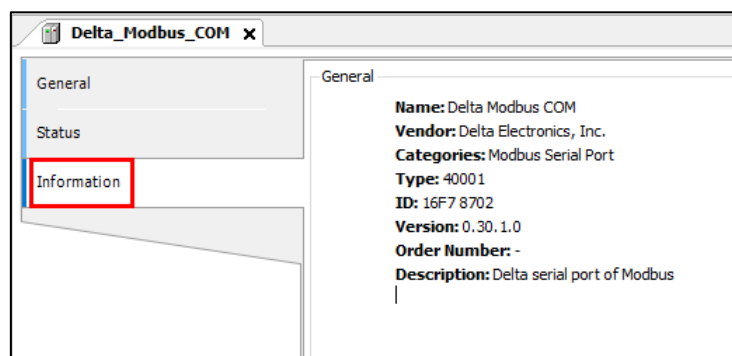 Delta_Modbus_COM x
General
Status
Information
General
Name: Delta Modbus COM
Vendor: Delta Electronics, Inc.
Categories: Modbus Serial Port
Type: 40001
ID: 16F7 8702
Version: 0.30.1.0
Order Number: -
Description: Delta serial port of Modbus